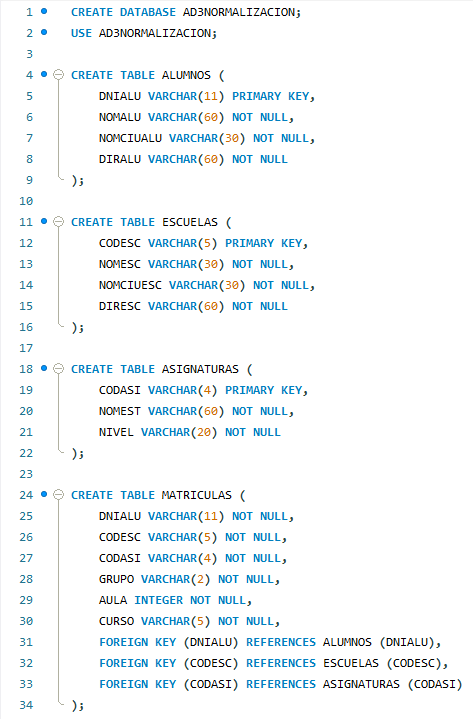 1 CREATE DATABASE AD3NORMALIZACION;
2 USE AD3NORMALIZACION;
3
4 CREATE TABLE ALUMNOS (
5 DNIALU VARCHAR(11) PRIMARY KEY,
6 NOMALU VARCHAR(60) NOT NULL,
7 NOMCIUALU VARCHAR(30) NOT NULL,
8 DIRALU VARCHAR(60) NOT NULL
9 );
10
11 CREATE TABLE ESCUELAS (
12 CODESC VARCHAR(5) PRIMARY KEY,
13 NOMESC VARCHAR(30) NOT NULL,
14 NOMCIUESC VARCHAR(30) NOT NULL,
15 DIRESC VARCHAR(60) NOT NULL
16 );
17
18 CREATE TABLE ASIGNATURAS (
19 CODASI VARCHAR(4) PRIMARY KEY,
20 NOMEST VARCHAR(60) NOT NULL,
21 NIVEL VARCHAR(20) NOT NULL
22 );
23
24 CREATE TABLE MATRICULAS (
25 DNIALU VARCHAR(11) NOT NULL,
26 CODESC VARCHAR(5) NOT NULL,
27 CODASI VARCHAR(4) NOT NULL,
28 GRUPO VARCHAR(2) NOT NULL,
29 AULA INTEGER NOT NULL,
30 CURSO VARCHAR(5) NOT NULL,
31 FOREIGN KEY (DNIALU) REFERENCES ALUMNOS (DNIALU),
32 FOREIGN KEY (CODESC) REFERENCES ESCUELAS (CODESC),
33 FOREIGN KEY (CODASI) REFERENCES ASIGNATURAS (CODASI)
34 );